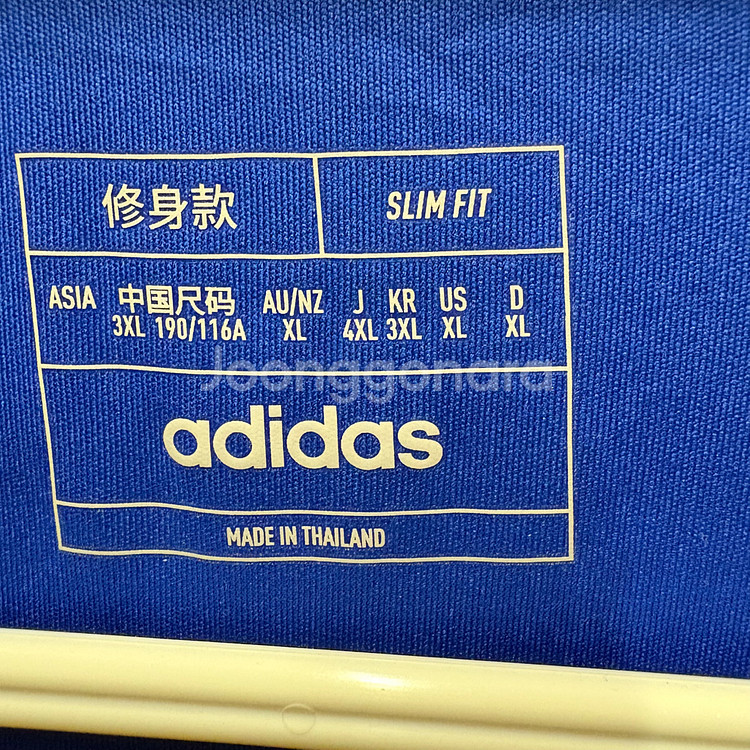 修身款 SLIM FIT
ASIA 中国尺码 AU/NZ J KR US D
3XL 190/116A XL 4XL 3XL XL XL
Joonggonara
adidas
MADE IN THAILAND